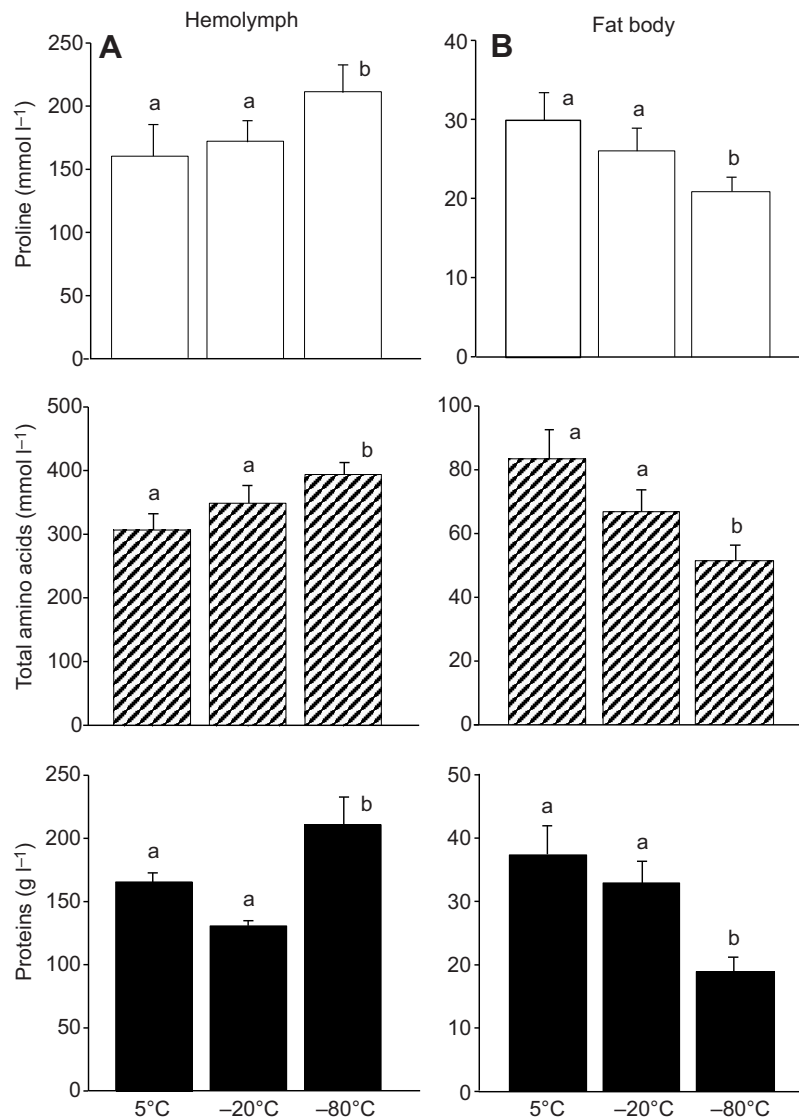 Hemolymph
A
Proline (mmol l⁻¹)
250
200
150
100
50
0
a
a
b
Fat body
B
40
30
20
10
0
a
a
b
Total amino acids (mmol l⁻¹)
500
400
300
200
100
0
a
a
b
100
80
60
40
20
0
a
a
b
Proteins (g l⁻¹)
250
200
150
100
50
0
a
a
b
5°C
–20°C
–80°C
50
40
30
20
10
0
a
a
b
5°C
–20°C
–80°C